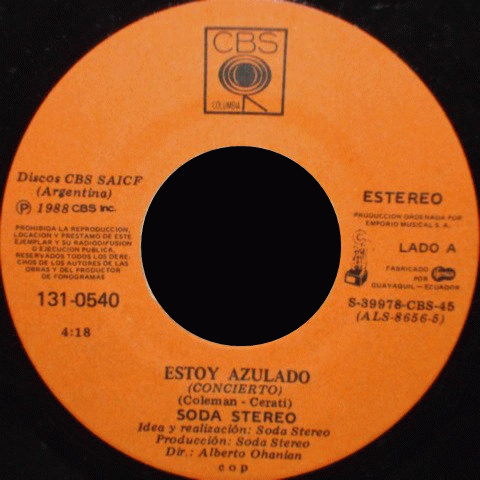 CBS
COLUMBIA
Discos CBS SAICF
(Argentina)
Ⓟ 1988 CBS Inc.
PROHIBIDA LA REPRODUCCION,
LOCACION Y PRESTAMO DE ESTE
EJEMPLAR Y SU RADIODIFUSION
O EJECUCION PUBLICA
RESERVADOS TODOS LOS DERE-
CHOS DE LOS AUTORES DE LAS
OBRAS Y DEL PRODUCTOR
DE FONOGRAMAS
131-0540
4:18
ESTEREO
PRODUCCION ORDENADA POR
EMPORIO MUSICAL S.A.
LADO A
FABRICADO
POR
GUAYAQUIL - ECUADOR
S-39978-CBS-45
(ALS-8656-5)
ESTOY AZULADO
(CONCIERTO)
(Coleman - Cerati)
SODA STEREO
Idea y realización: Soda Stereo
Producción: Soda Stereo
Dir.: Alberto Ohanian
cop